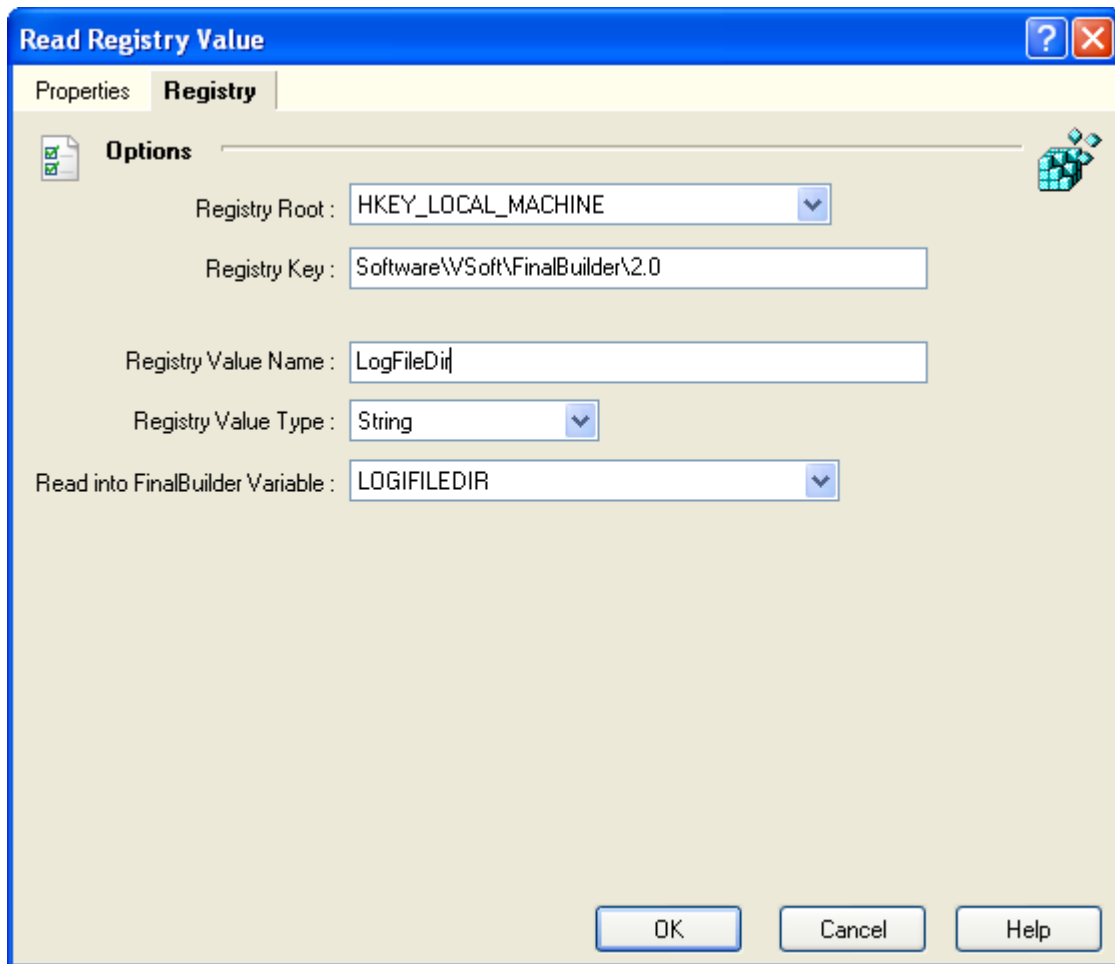 Read Registry Value
Properties Registry
Options
Registry Root : HKEY_LOCAL_MACHINE
Registry Key : Software\VSoft\FinalBuilder\2.0
Registry Value Name : LogFileDir
Registry Value Type : String
Read into FinalBuilder Variable : LOGIFILEDIR
OK Cancel Help